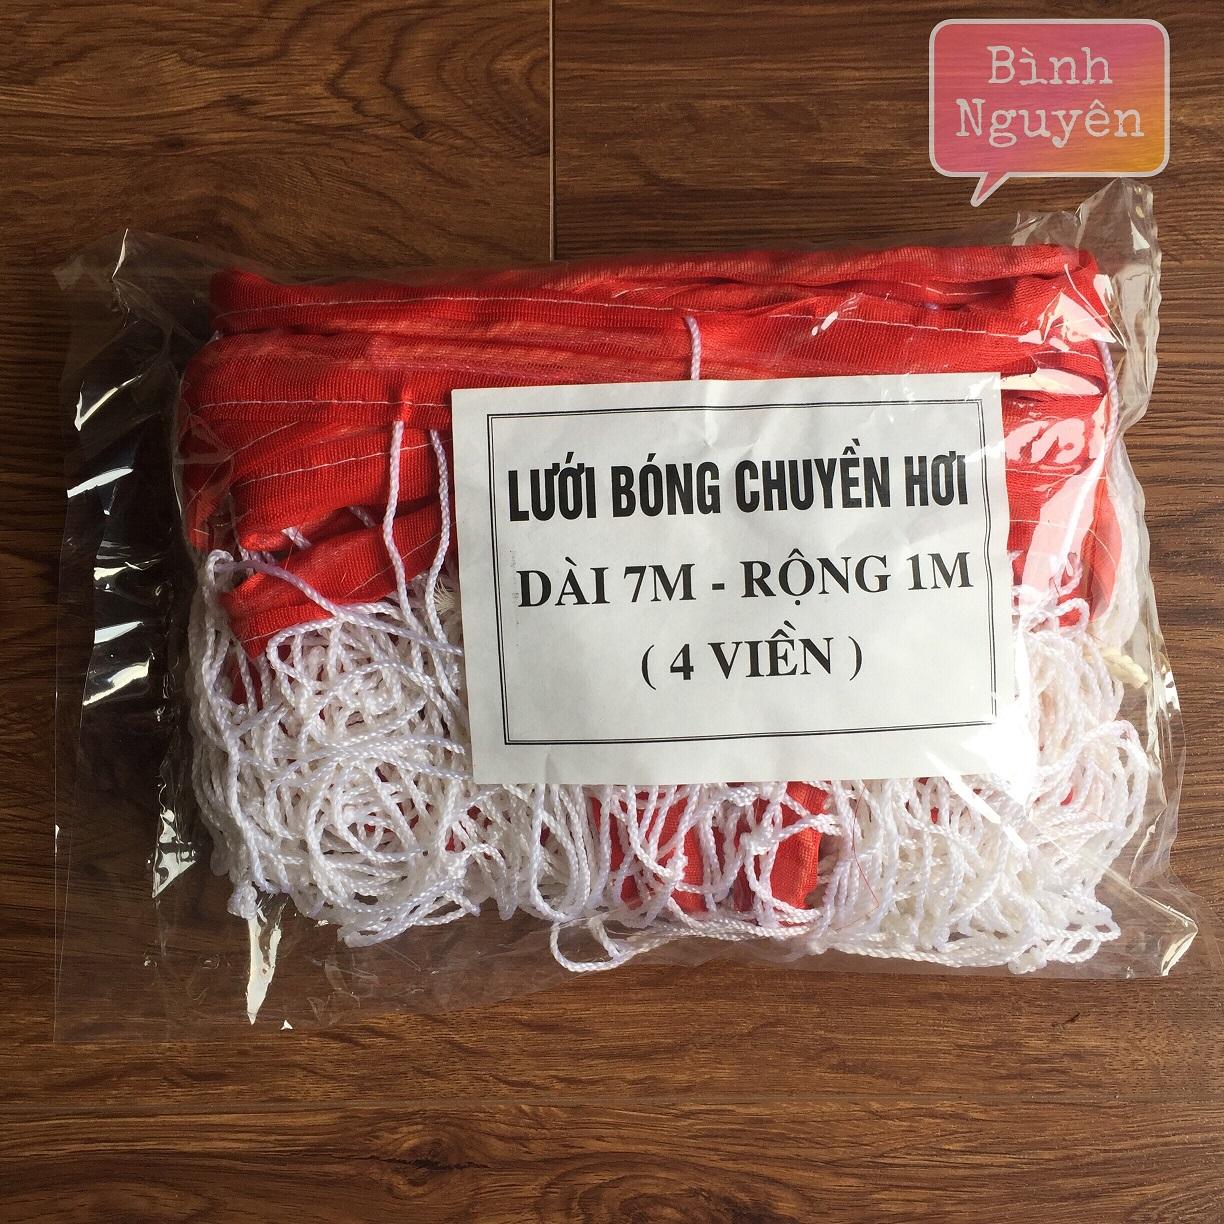 Bình
Nguyên
LƯỚI BÓNG CHUYỀN HƠI
DÀI 7M - RỘNG 1M
( 4 VIỀN )